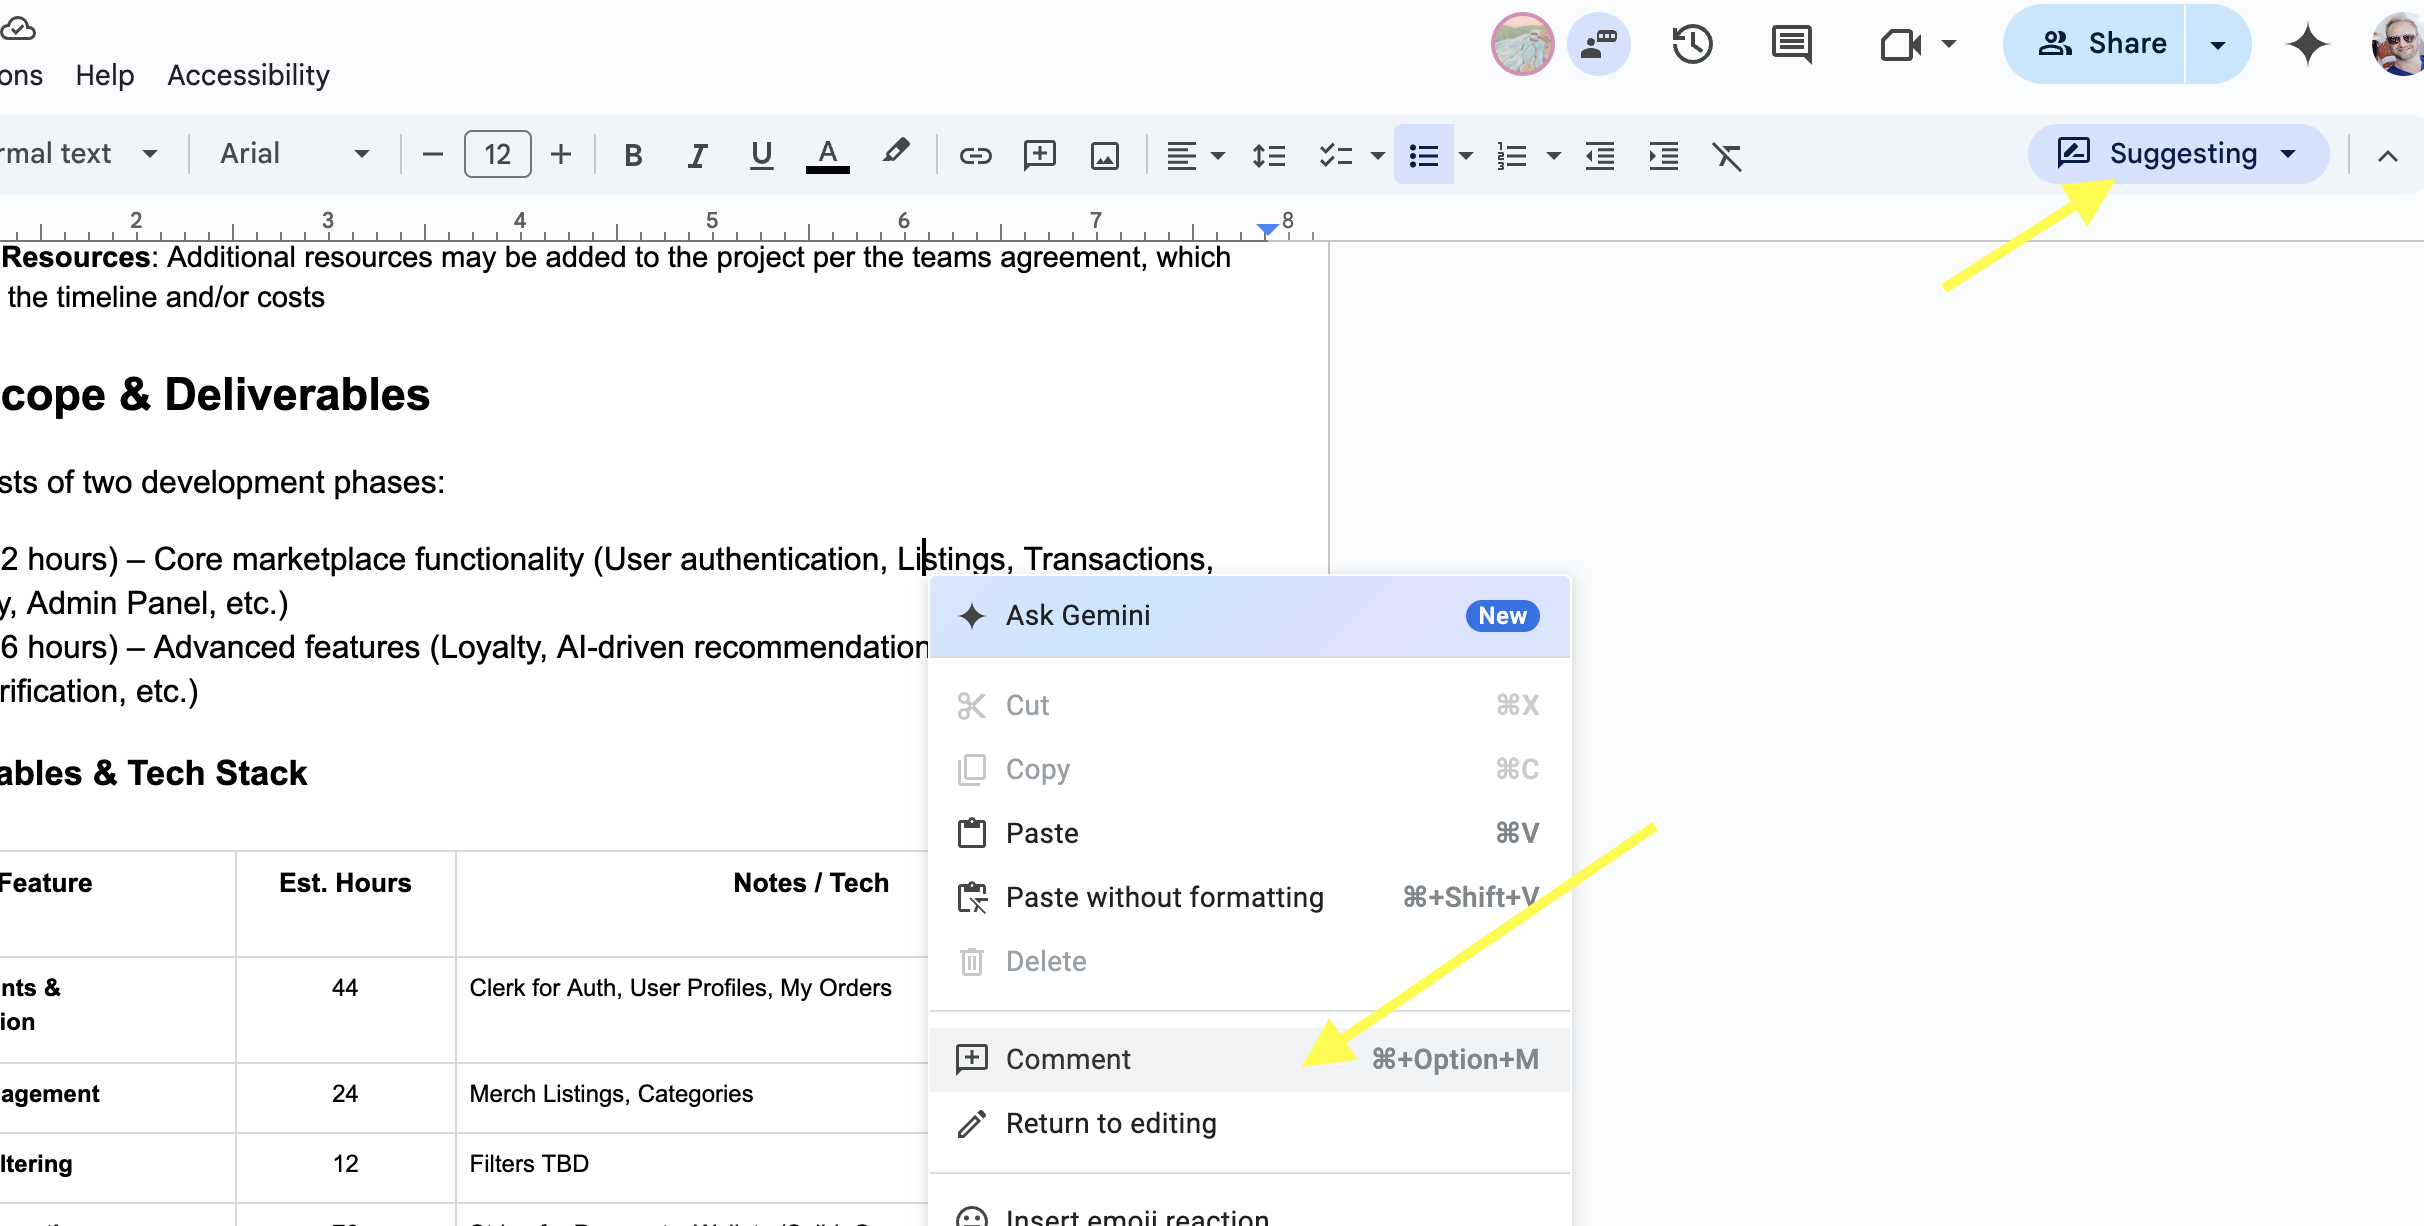 ons Help Accessibility
Share
rmal text Arial 12 B I U A
Suggesting
2 3 4 5 6 7 8
Resources: Additional resources may be added to the project per the teams agreement, which
the timeline and/or costs
cope & Deliverables
sts of two development phases:
2 hours) – Core marketplace functionality (User authentication, Listings, Transactions,
y, Admin Panel, etc.)
6 hours) – Advanced features (Loyalty, AI-driven recommendation
rification, etc.)
ables & Tech Stack
Feature Est. Hours Notes / Tech
nts &
ion
44 Clerk for Auth, User Profiles, My Orders
agement 24 Merch Listings, Categories
ltering 12 Filters TBD
Ask Gemini New
Cut ⌘X
Copy ⌘C
Paste ⌘V
Paste without formatting ⌘+Shift+V
Delete
Comment ⌘+Option+M
Return to editing
Insert emoji reaction